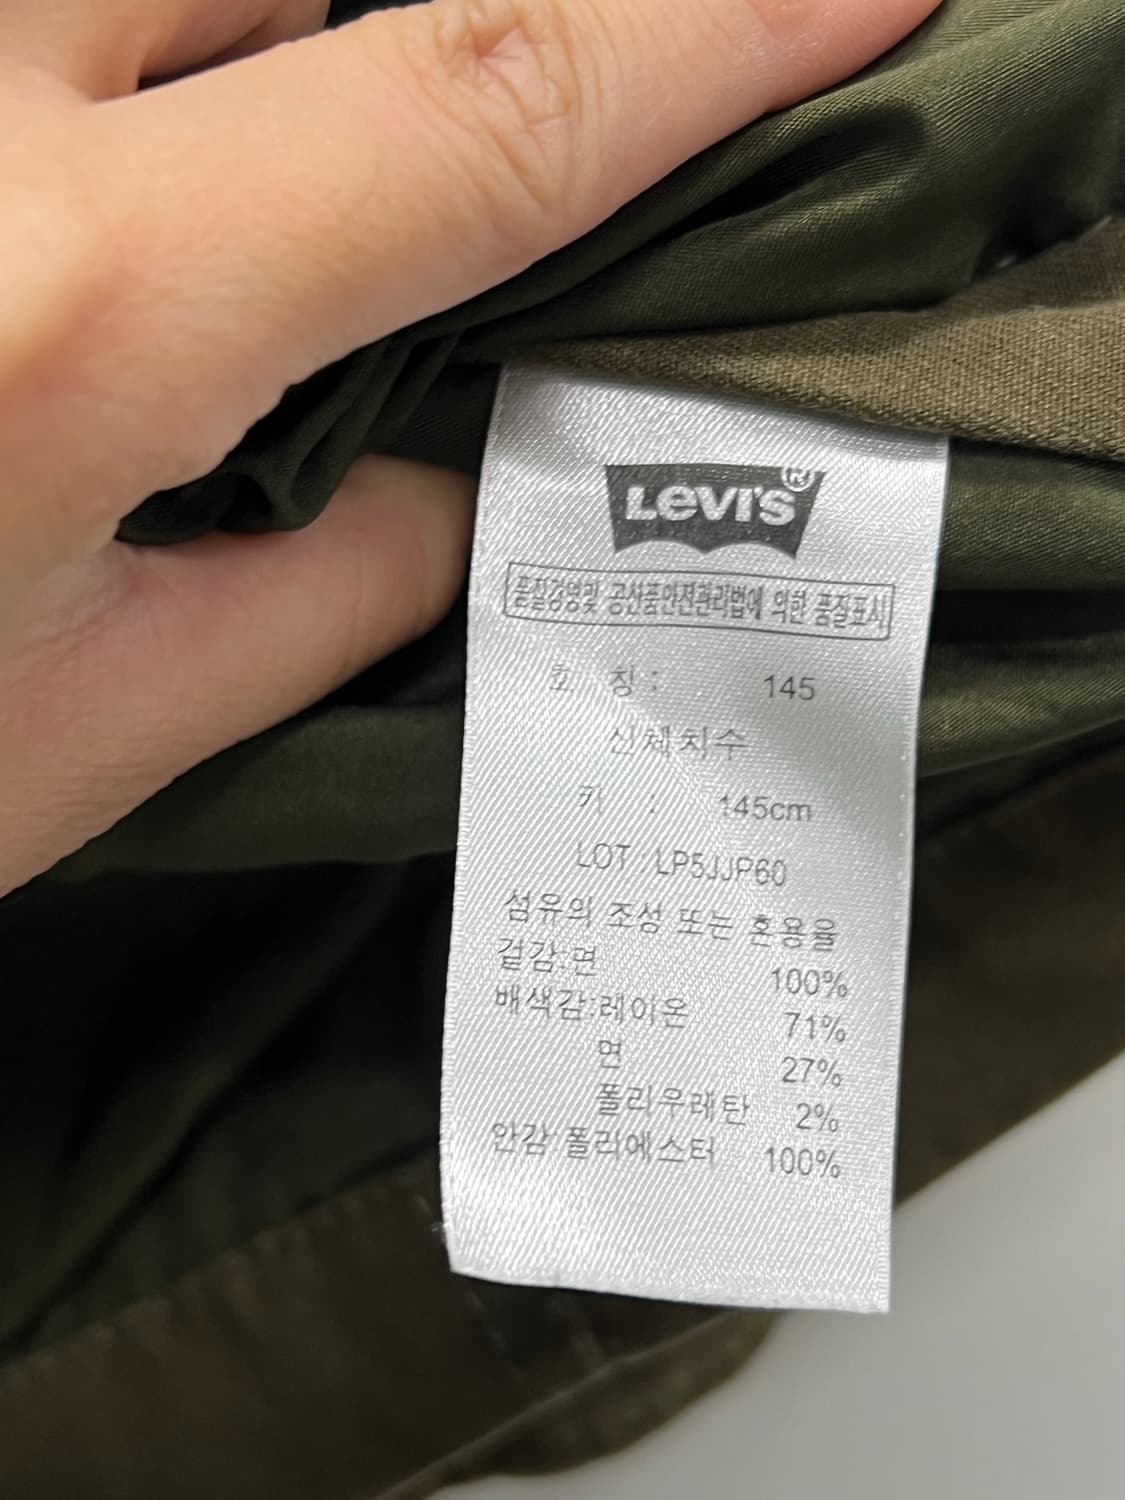 LEVI'S®
품질경영및 공산품안전관리법에 의한 품질표시
호 칭 : 145
신체치수
키 : 145cm
LOT : LP5JJP60
섬유의 조성 또는 혼용율
겉감:면 100%
배색감:레이온 71%
면 27%
폴리우레탄 2%
안감:폴리에스터 100%